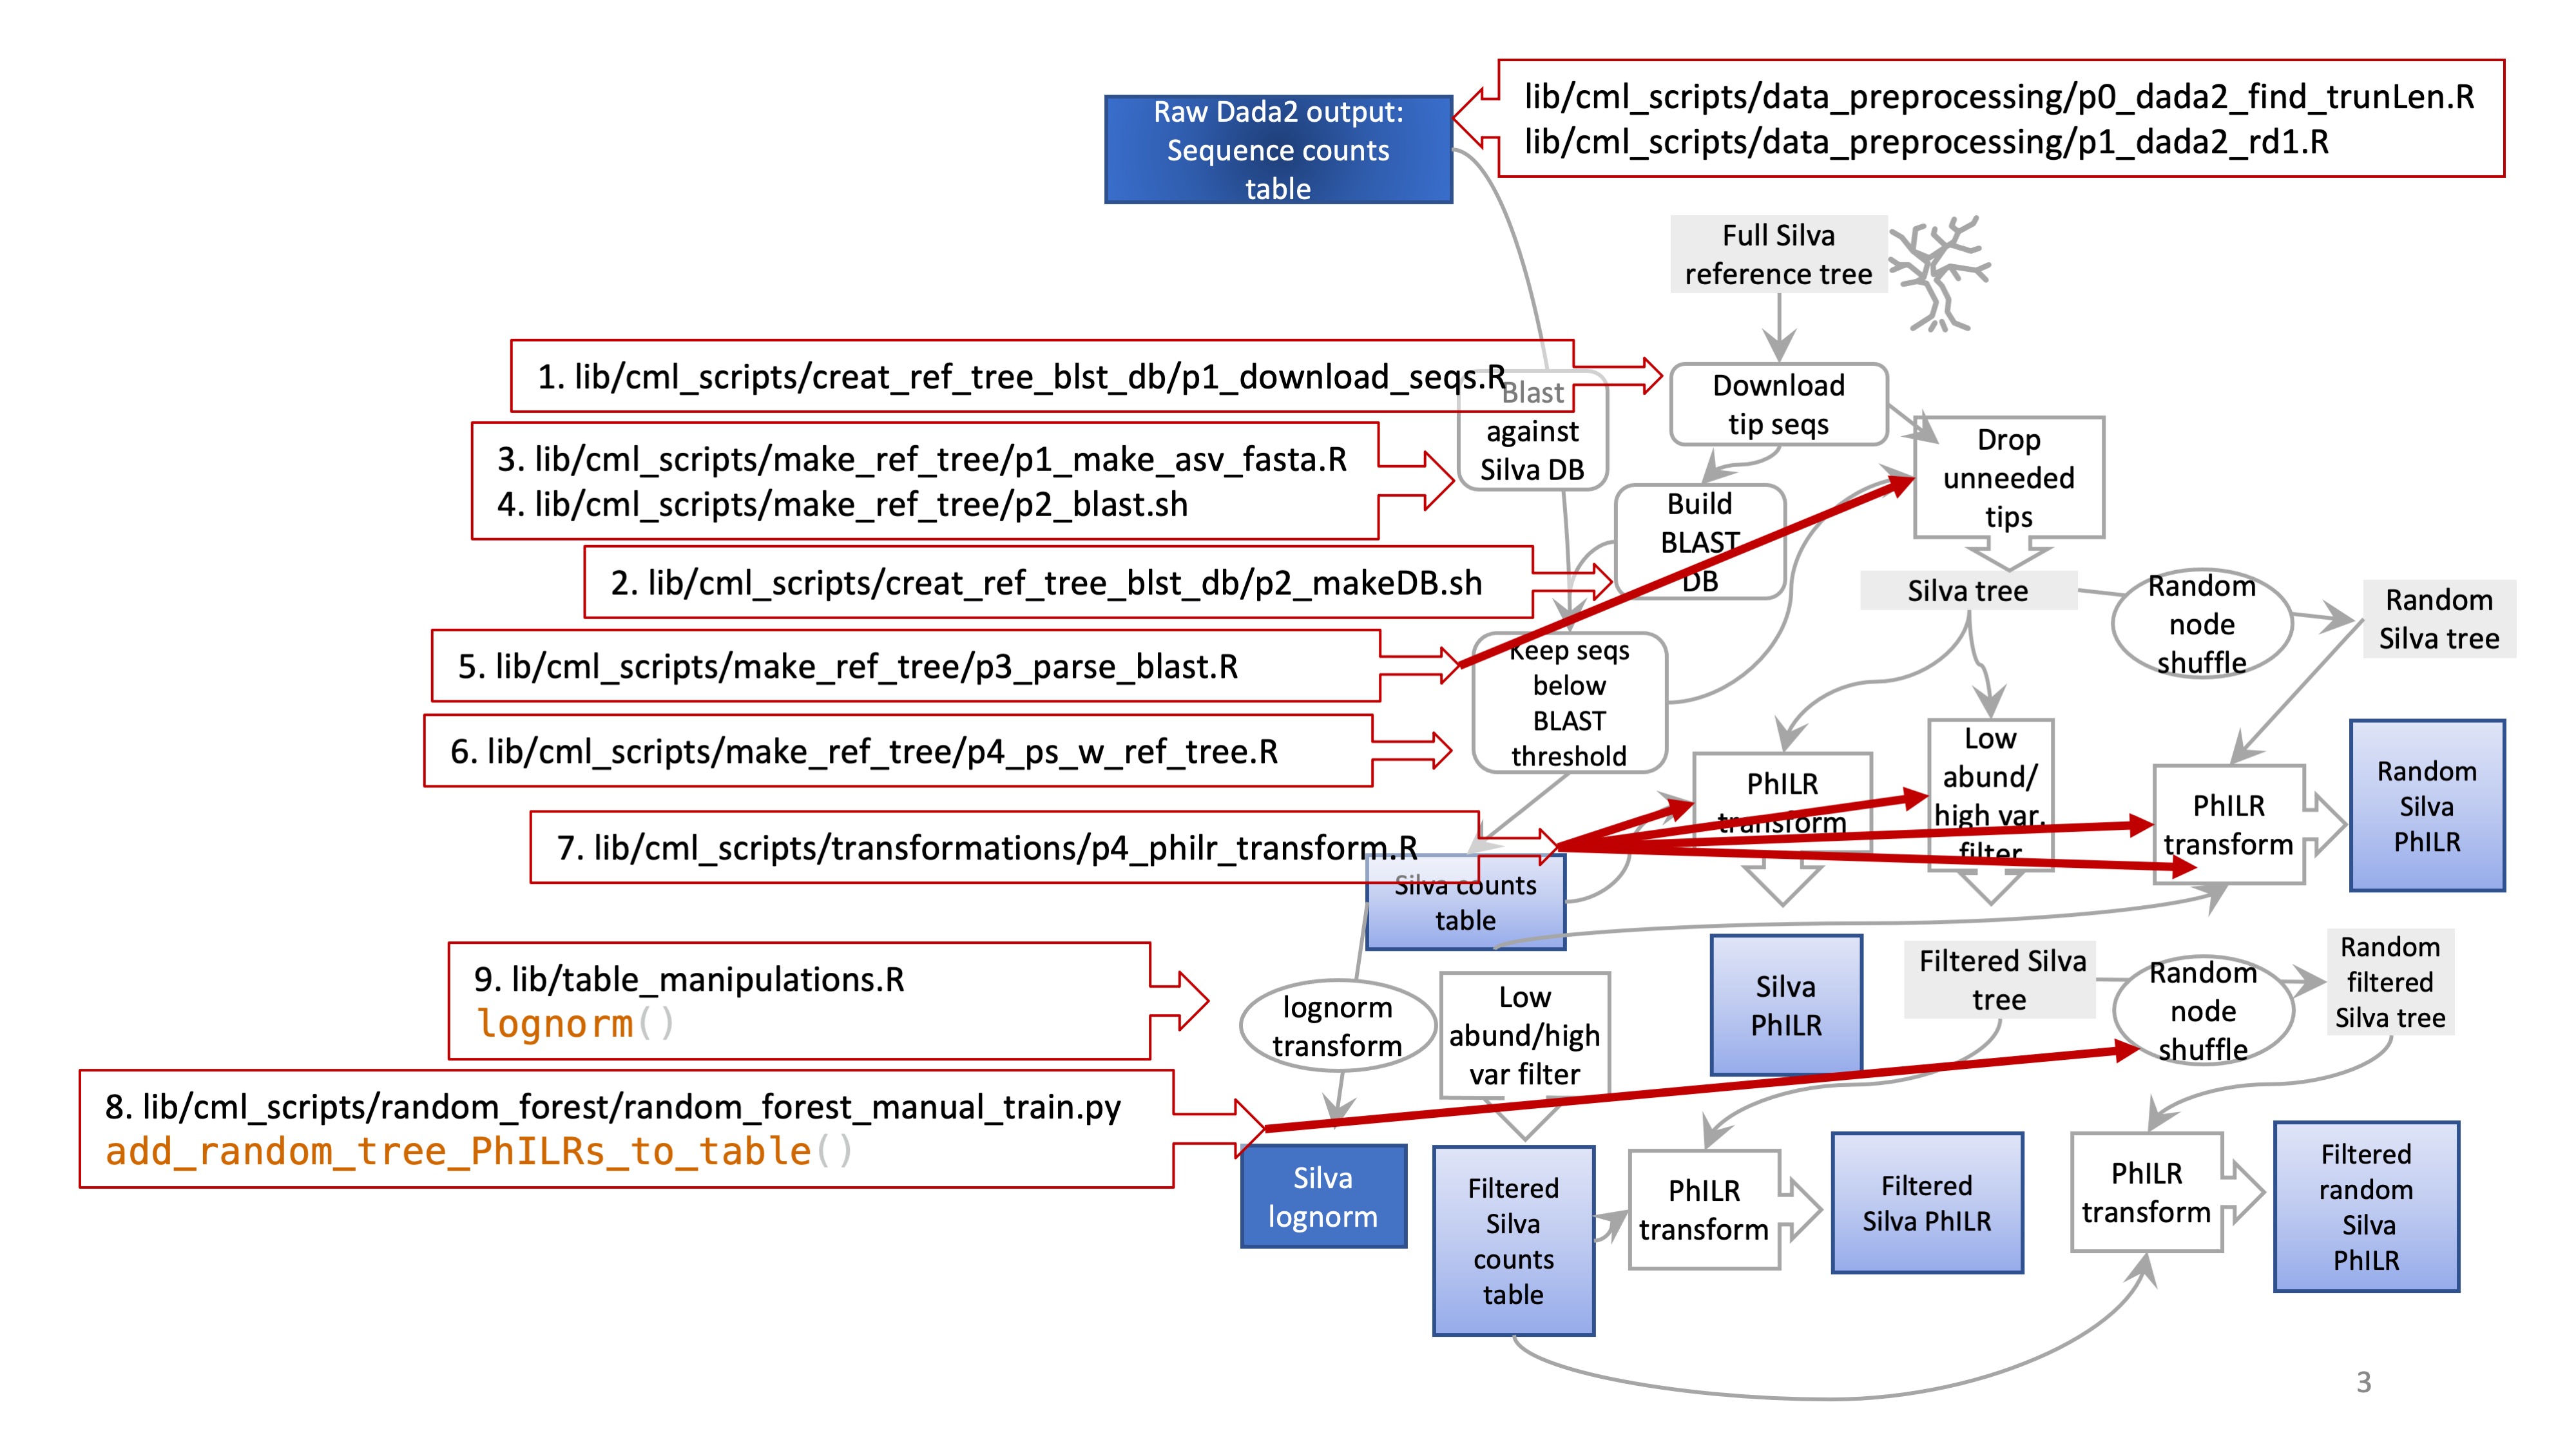 Raw Dada2 output:
Sequence counts
table
lib/cml_scripts/data_preprocessing/p0_dada2_find_trunLen.R
lib/cml_scripts/data_preprocessing/p1_dada2_rd1.R
Full Silva
reference tree
1. lib/cml_scripts/creat_ref_tree_blst_db/p1_download_seqs.R
Blast
against
Silva DB
Download
tip seqs
Drop
unneeded
tips
3. lib/cml_scripts/make_ref_tree/p1_make_asv_fasta.R
4. lib/cml_scripts/make_ref_tree/p2_blast.sh
Build
BLAST
DB
2. lib/cml_scripts/creat_ref_tree_blst_db/p2_makeDB.sh
Silva tree
Random
node
shuffle
Random
Silva tree
5. lib/cml_scripts/make_ref_tree/p3_parse_blast.R
Keep seqs
below
BLAST
threshold
6. lib/cml_scripts/make_ref_tree/p4_ps_w_ref_tree.R
PhILR
transform
Low
abund/
high var.
filter
PhILR
transform
Random
Silva
PhILR
7. lib/cml_scripts/transformations/p4_philr_transform.R
Silva counts
table
9. lib/table_manipulations.R
lognorm()
lognorm
transform
Low
abund/high
var filter
Silva
PhILR
Filtered Silva
tree
Random
node
shuffle
Random
filtered
Silva tree
8. lib/cml_scripts/random_forest/random_forest_manual_train.py
add_random_tree_PhILRs_to_table()
Silva
lognorm
Filtered
Silva
counts
table
PhILR
transform
Filtered
Silva PhILR
PhILR
transform
Filtered
random
Silva
PhILR
3